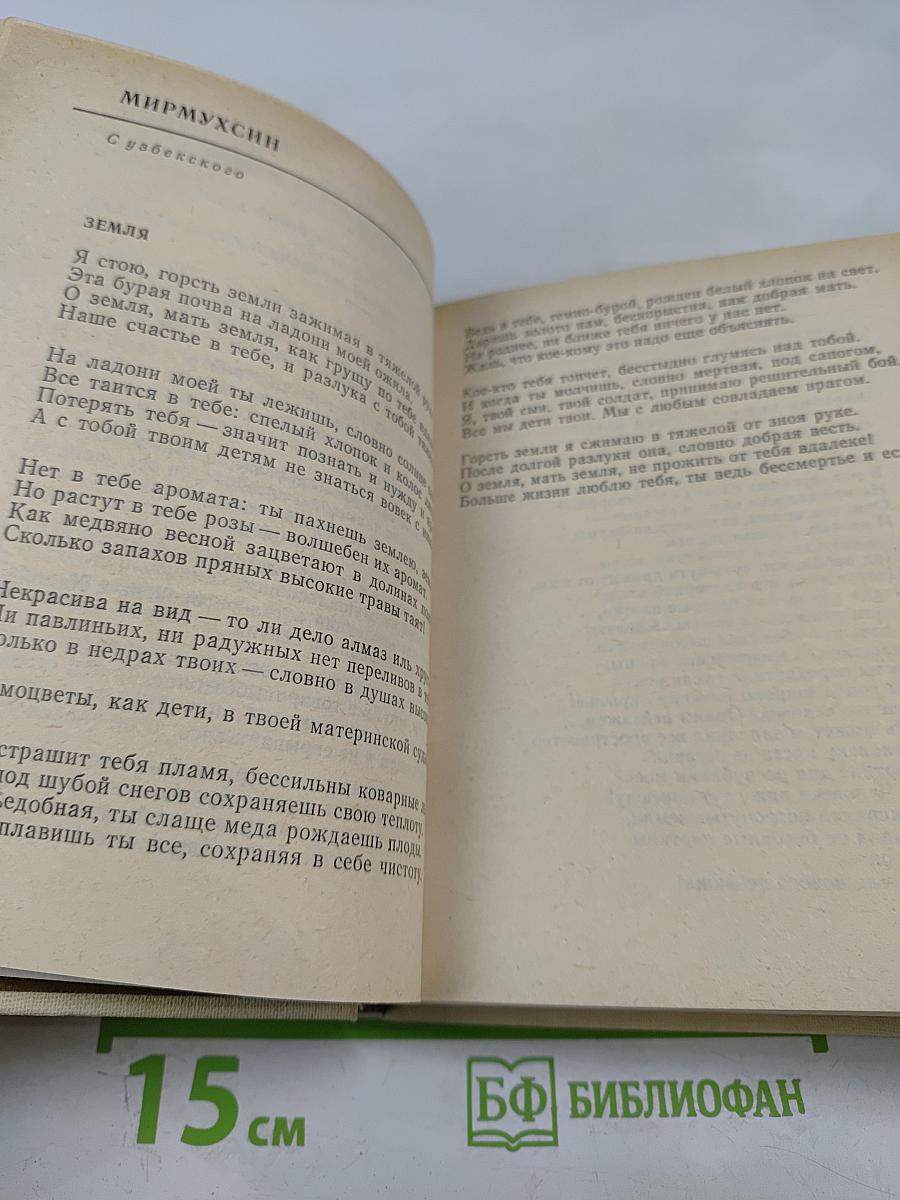 МИРМУХСИН
С узбекского
ЗЕМЛЯ
Я стою, горсть земли зажимая в тяжелой
Эта бурая почва на ладони моей ожила.
О земля, мать земля, как грущу по тебе
Наше счастье в тебе, и разлука с тобой
На ладони моей ты лежишь, словно солнце
Все таится в тебе: спелый хлопок и колос
Потерять тебя — значит познать и нужду и
А с тобой твоим детям не знаться вовек с
Нет в тебе аромата: ты пахнешь землею,
Но растут в тебе розы — волшебен их аромат.
Как медвяно весной зацветают в долинах
Сколько запахов пряных высокие травы таят!
Некрасива на вид — то ли дело алмаз иль
Ни павлиньих, ни радужных нет переливов в
олько в недрах твоих — словно в душах
моцветы, как дети, в твоей материнской
страшит тебя пламя, бессильны коварные
под шубой снегов сохраняешь свою теплоту.
едобная, ты слаще меда рождаешь плоды,
плавишь ты все, сохраняя в себе чистоту.
Ведь в тебе, темно-бурой, рожден белый хлопок на свет.
Даришь золото нам, бескорыстна, как добрая мать.
Не роднее, ни ближе тебя ничего у нас нет.
Жаль, что кое-кому это надо еще объяснять.
Кое-кто тебя топчет, бесстыдно глумясь над тобой.
И когда ты молчишь, словно мертвая, под сапогом,
Я, твой сын, твой солдат, принимаю решительный бой.
Все мы дети твои. Мы с любым совладаем врагом.
Горсть земли я сжимаю в тяжелой от зноя руке.
После долгой разлуки она, словно добрая весть.
О земля, мать земля, не прожить от тебя вдалеке!
Больше жизни люблю тебя, ты ведь бессмертье и ес
15 см
БФ БИБЛИОФАН